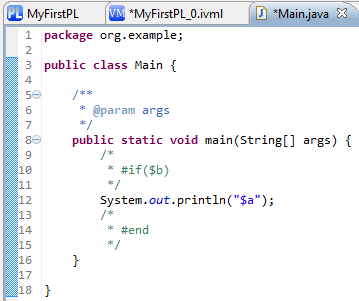 PL MyFirstPL VM *MyFirstPL_0.ivml J *Main.java
1 package org.example;
2
3 public class Main {
4
5 /**
6 * @param args
7 */
8 public static void main(String[] args) {
9 /*
10 * #if($b)
11 */
12 System.out.println("$a");
13 /*
14 * #end
15 */
16 }
17
18 }